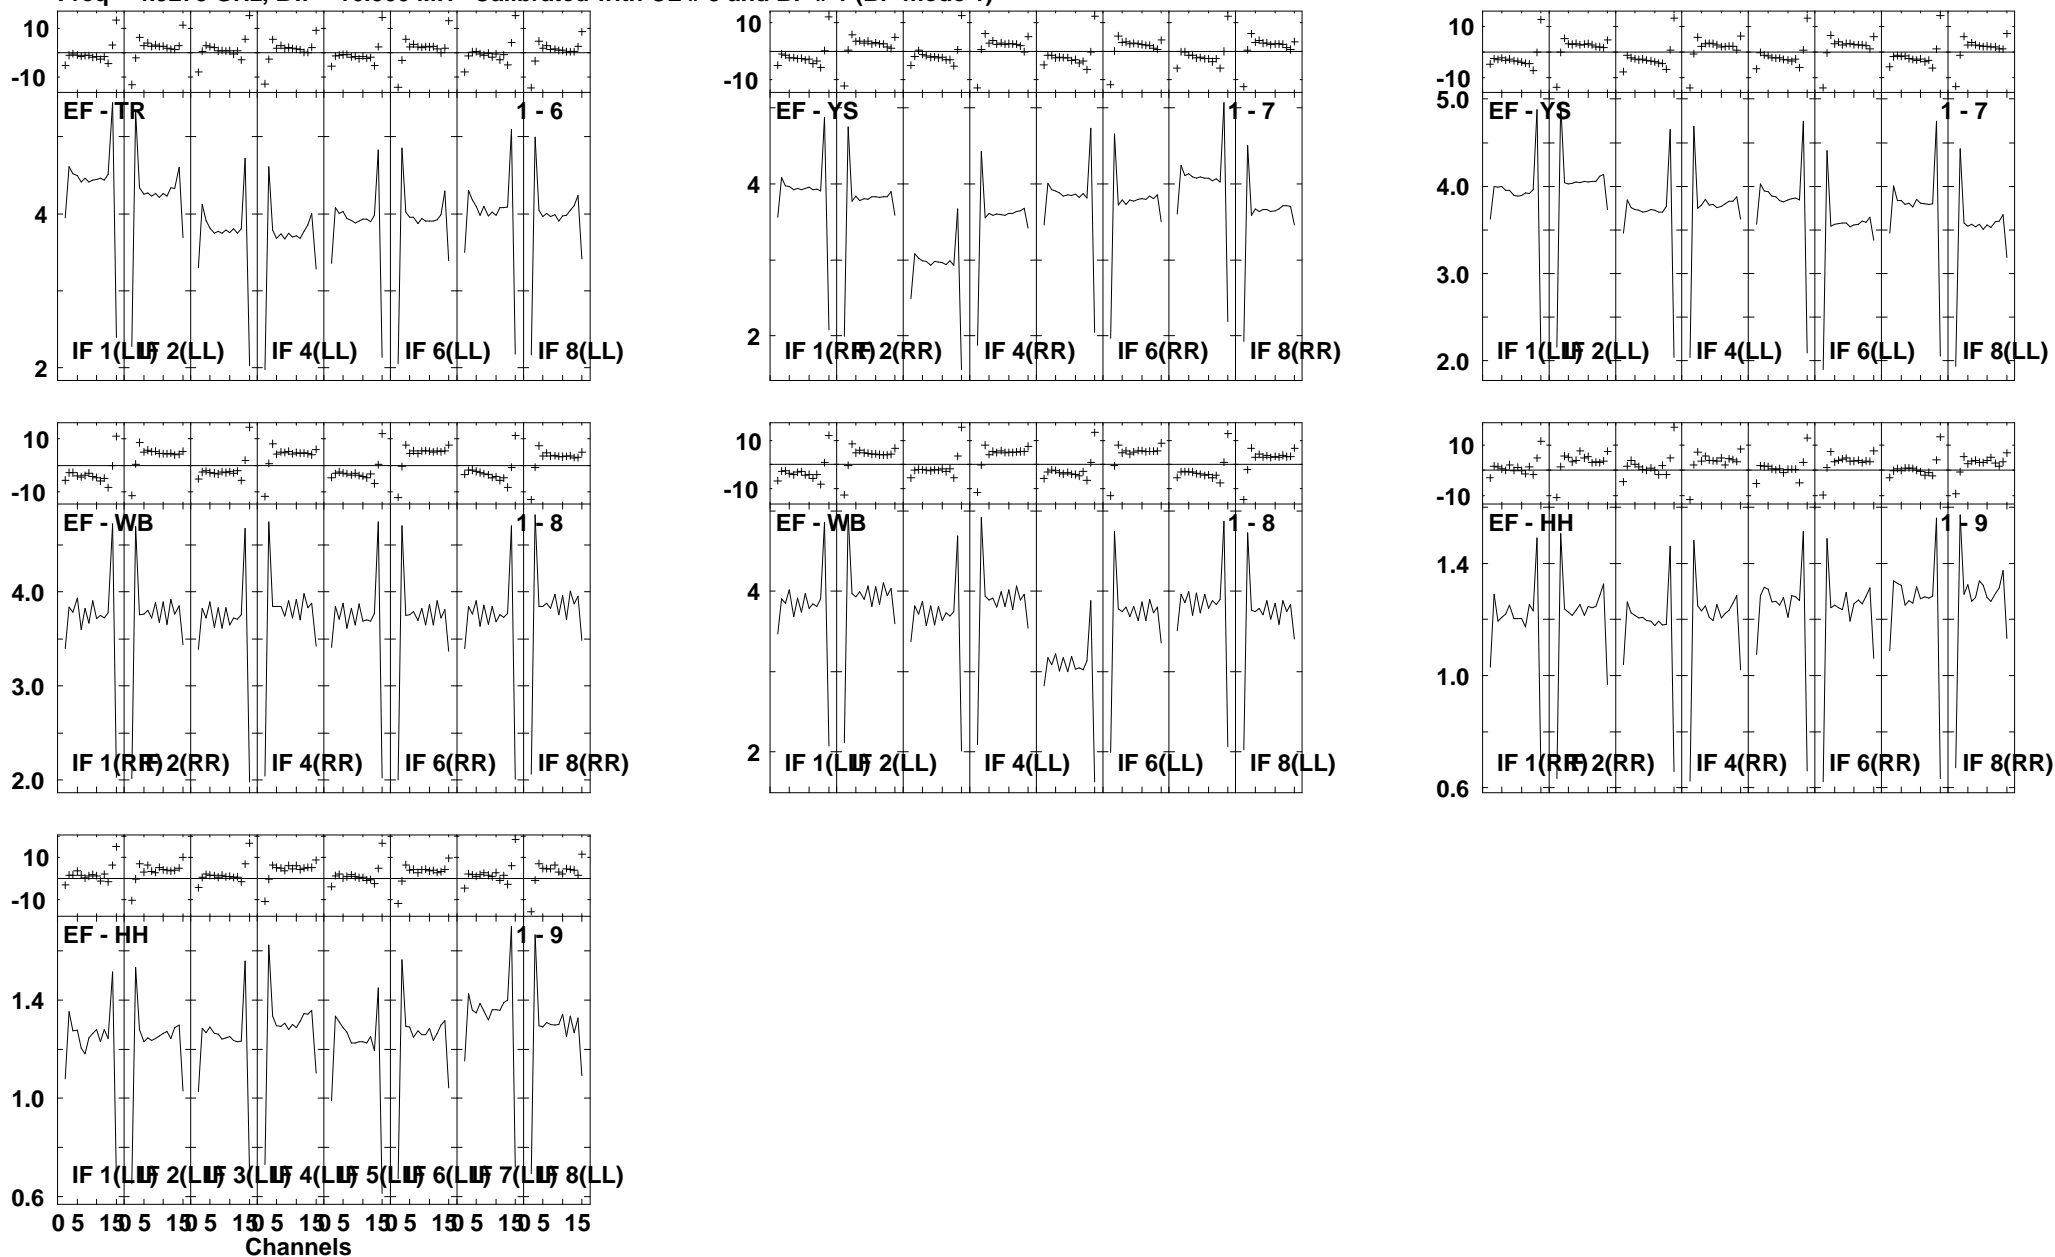 10
-10
EF - TR 1 - 6
4
2
IF 1(LL) IF 2(LL) IF 4(LL) IF 6(LL) IF 8(LL)
10
-10
EF - YS 1 - 7
4
2
IF 1(RR) IF 2(RR) IF 4(RR) IF 6(RR) IF 8(RR)
10
-10
5.0
EF - YS 1 - 7
4.0
3.0
2.0
IF 1(LL) IF 2(LL) IF 4(LL) IF 6(LL) IF 8(LL)
10
-10
EF - WB 1 - 8
4.0
3.0
2.0
IF 1(RR) IF 2(RR) IF 4(RR) IF 6(RR) IF 8(RR)
10
-10
EF - WB 1 - 8
4
2
IF 1(LL) IF 2(LL) IF 4(LL) IF 6(LL) IF 8(LL)
10
-10
EF - HH 1 - 9
1.4
1.0
0.6
IF 1(RR) IF 2(RR) IF 4(RR) IF 6(RR) IF 8(RR)
10
-10
EF - HH 1 - 9
1.4
1.0
0.6
IF 1(LL) IF 2(LL) IF 3(LL) IF 4(LL) IF 5(LL) IF 6(LL) IF 7(LL) IF 8(LL)
0 5 15 0 5 15 0 5 15 0 5 15 0 5 15 0 5 15 0 5 15 0 5 15
Channels